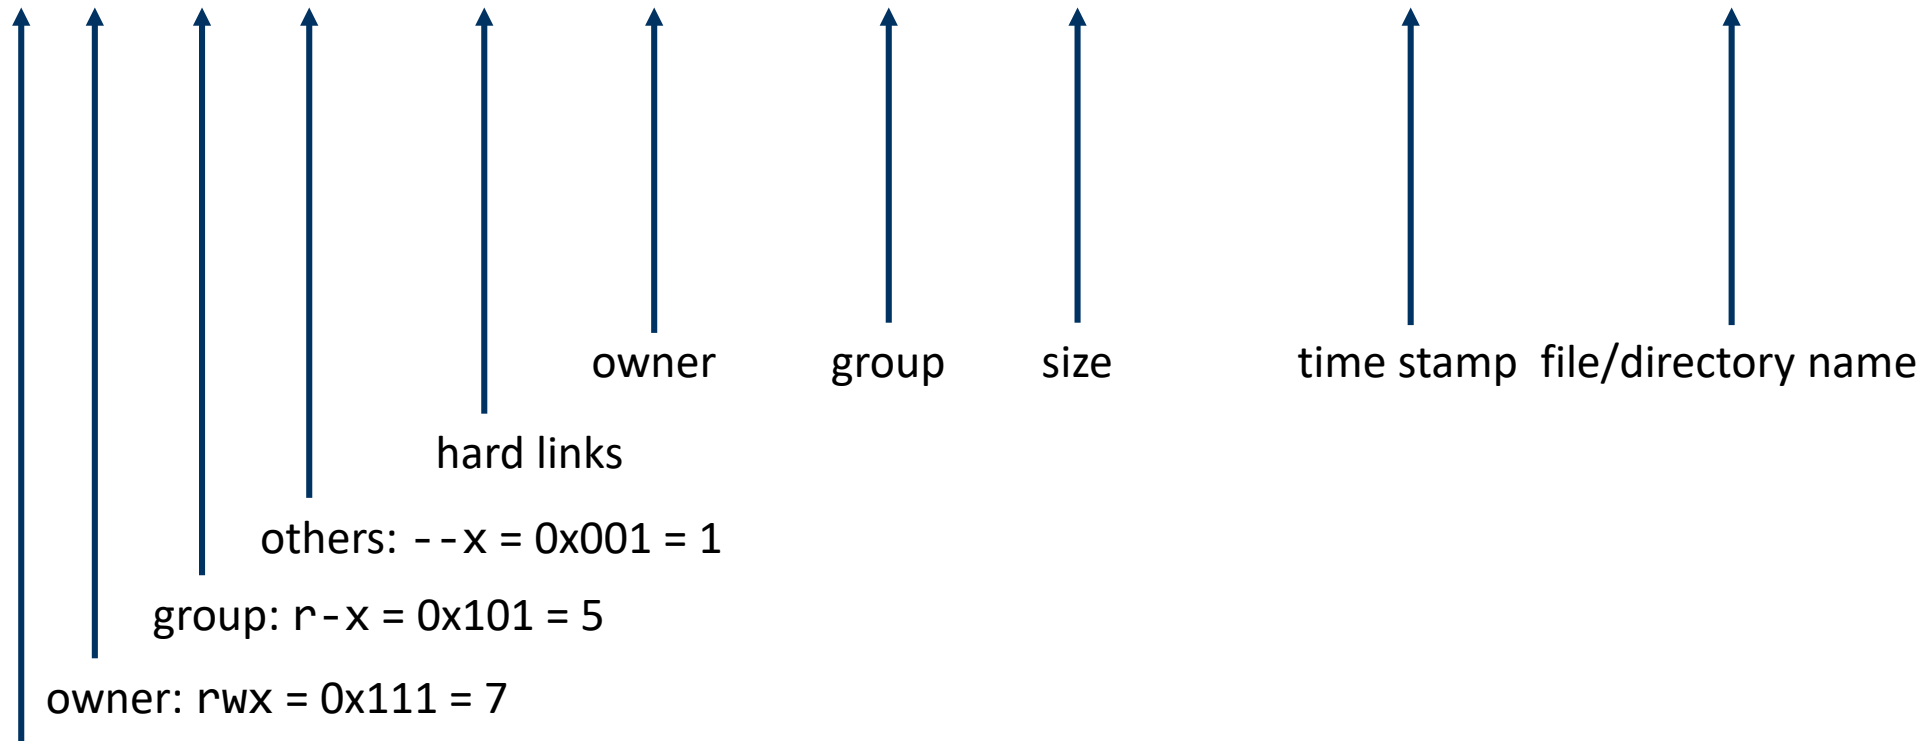 owner group size time stamp file/directory name
hard links
others: --x = 0x001 = 1
group: r-x = 0x101 = 5
owner: rwx = 0x111 = 7